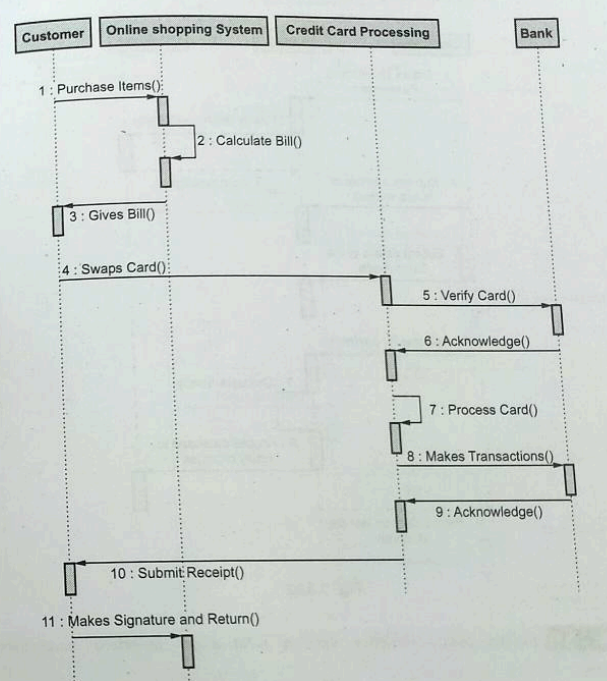 Customer
Online shopping System
Credit Card Processing
Bank
1 : Purchase Items()
2 : Calculate Bill()
3 : Gives Bill()
4 : Swaps Card()
5 : Verify Card()
6 : Acknowledge()
7 : Process Card()
8 : Makes Transactions()
9 : Acknowledge()
10 : Submit Receipt()
11 : Makes Signature and Return()